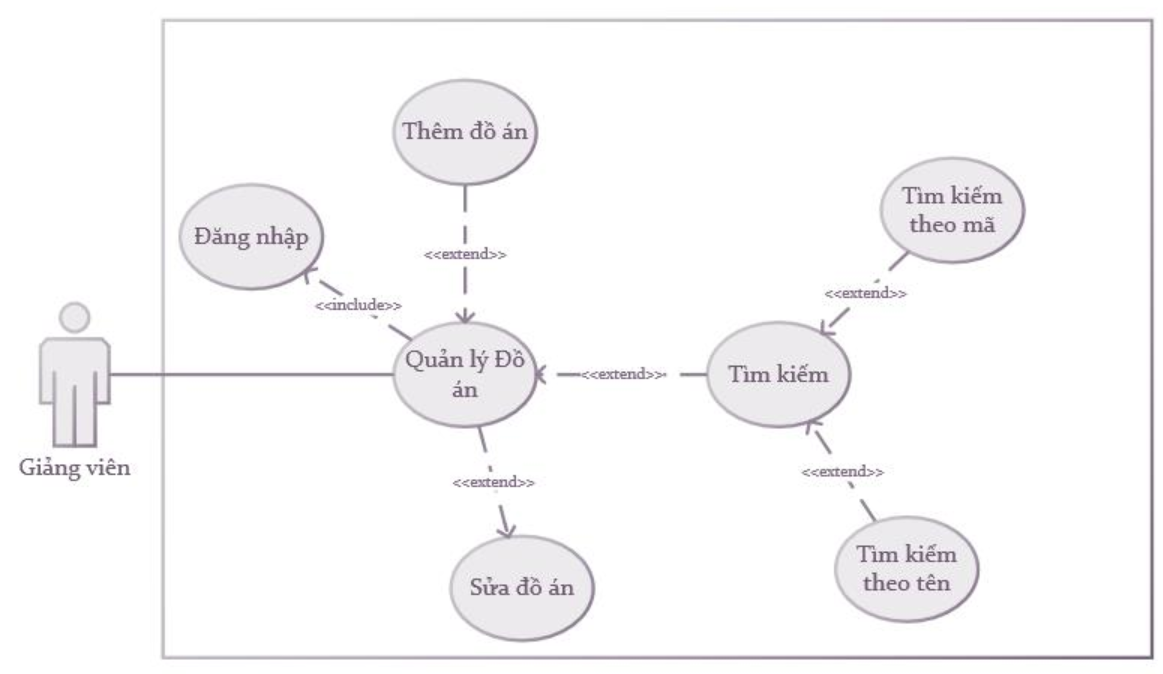 Thêm đồ án
Tìm kiếm
theo mã
Đăng nhập
<<extend>>
<<extend>>
<<include>>
Quản lý Đồ
án
<<extend>>
Tìm kiếm
Giảng viên
<<extend>>
<<extend>>
Tìm kiếm
theo tên
Sửa đồ án